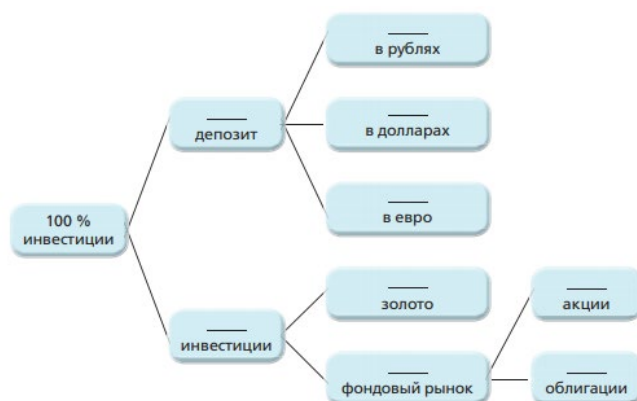 в рублях
депозит
в долларах
в евро
100 %
инвестиции
золото
акции
инвестиции
фондовый рынок
облигации